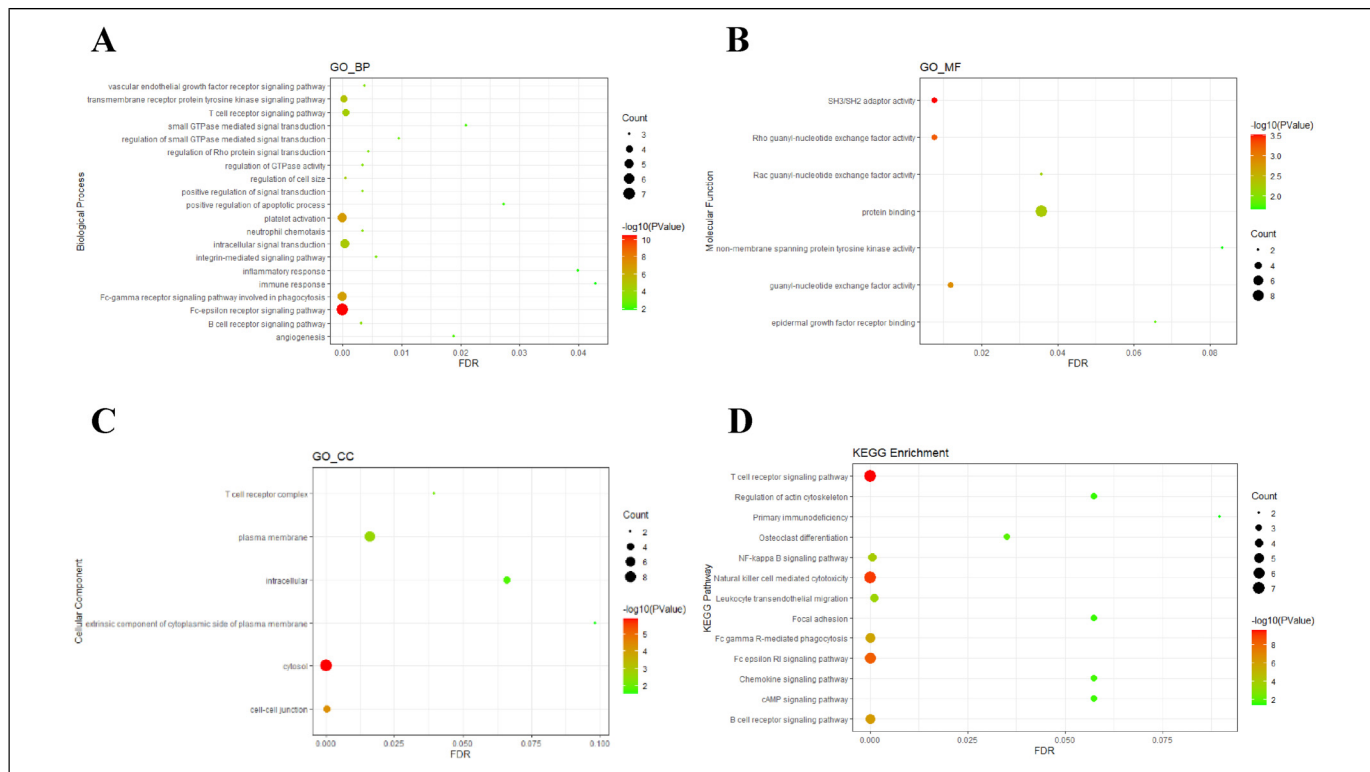 A
GO_BP
vascular endothelial growth factor receptor signaling pathway
transmembrane receptor protein tyrosine kinase signaling pathway
T cell receptor signaling pathway
small GTPase mediated signal transduction
regulation of small GTPase mediated signal transduction
regulation of Rho protein signal transduction
regulation of GTPase activity
regulation of cell size
positive regulation of signal transduction
positive regulation of apoptotic process
platelet activation
neutrophil chemotaxis
intracellular signal transduction
integrin-mediated signaling pathway
inflammatory response
immune response
Fc-gamma receptor signaling pathway involved in phagocytosis
Fc-epsilon receptor signaling pathway
B cell receptor signaling pathway
angiogenesis
Biological Process
0.00 0.01 0.02 0.03 0.04
FDR
Count
3
4
5
6
7
-log10(PValue)
10
8
6
4
2
B
GO_MF
SH3/SH2 adaptor activity
Rho guanyl-nucleotide exchange factor activity
Rac guanyl-nucleotide exchange factor activity
protein binding
non-membrane spanning protein tyrosine kinase activity
guanyl-nucleotide exchange factor activity
epidermal growth factor receptor binding
Molecular Function
0.02 0.04 0.06 0.08
FDR
-log10(PValue)
3.5
3.0
2.5
2.0
Count
2
4
6
8
C
GO_CC
T cell receptor complex
plasma membrane
intracellular
extrinsic component of cytoplasmic side of plasma membrane
cytosol
cell-cell junction
Cellular Component
0.000 0.025 0.050 0.075 0.100
FDR
Count
2
4
6
8
-log10(PValue)
5
4
3
2
D
KEGG Enrichment
T cell receptor signaling pathway
Regulation of actin cytoskeleton
Primary immunodeficiency
Osteoclast differentiation
NF-kappa B signaling pathway
Natural killer cell mediated cytotoxicity
Leukocyte transendothelial migration
Focal adhesion
Fc gamma R-mediated phagocytosis
Fc epsilon RI signaling pathway
Chemokine signaling pathway
cAMP signaling pathway
B cell receptor signaling pathway
KEGG Pathway
0.000 0.025 0.050 0.075
FDR
Count
2
3
4
5
6
7
-log10(PValue)
8
6
4
2